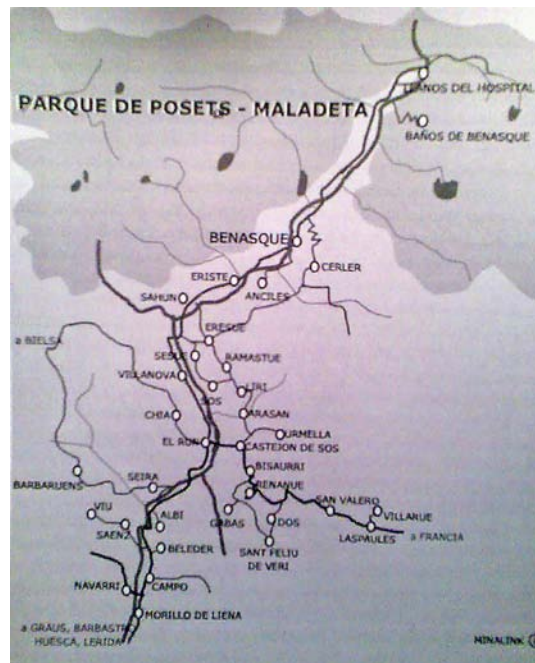 LLANOS DEL HOSPITAL
PARQUE DE POSETS - MALADETA
BAÑOS DE BENASQUE
BENASQUE
CERLER
ERISTE
ANCILES
SAHUN
ERESUE
a BIELSA
SESUE
RAMASTUE
VILLANOVA
SOS
LIRI
CHIA
ARASAN
URMELLA
EL RUN
CASTEJON DE SOS
BISAURRI
BARBARUENS
SEIRA
RENANUE
SAN VALERO
VIU
VILLARUE
ALBI
GABAS
DOS
SAENZ
LASPAULES
a FRANCIA
BELEDER
SANT FELIU
DE VERI
NAVARRI
CAMPO
MORILLO DE LIENA
a GRAUS, BARBASTRO
HUESCA, LERIDA
MINALINK